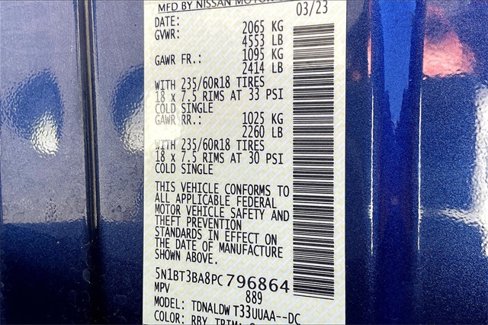 MFD BY NISSAN MOTOR
DATE: 03/23
GVWR: 2065 KG
4553 LB
GAWR FR.: 1095 KG
2414 LB
WITH 235/60R18 TIRES
18 x 7.5 RIMS AT 33 PSI
COLD SINGLE
GAWR RR.: 1025 KG
2260 LB
WITH 235/60R18 TIRES
18 x 7.5 RIMS AT 30 PSI
COLD SINGLE
THIS VEHICLE CONFORMS TO
ALL APPLICABLE FEDERAL
MOTOR VEHICLE SAFETY AND
THEFT PREVENTION
STANDARDS IN EFFECT ON
THE DATE OF MANUFACTURE
SHOWN ABOVE.
5N1BT3BA8PC796864
MPV 889
MODEL: TDNALDW T33UUAA--DC
COLOR: RBY TRIM: